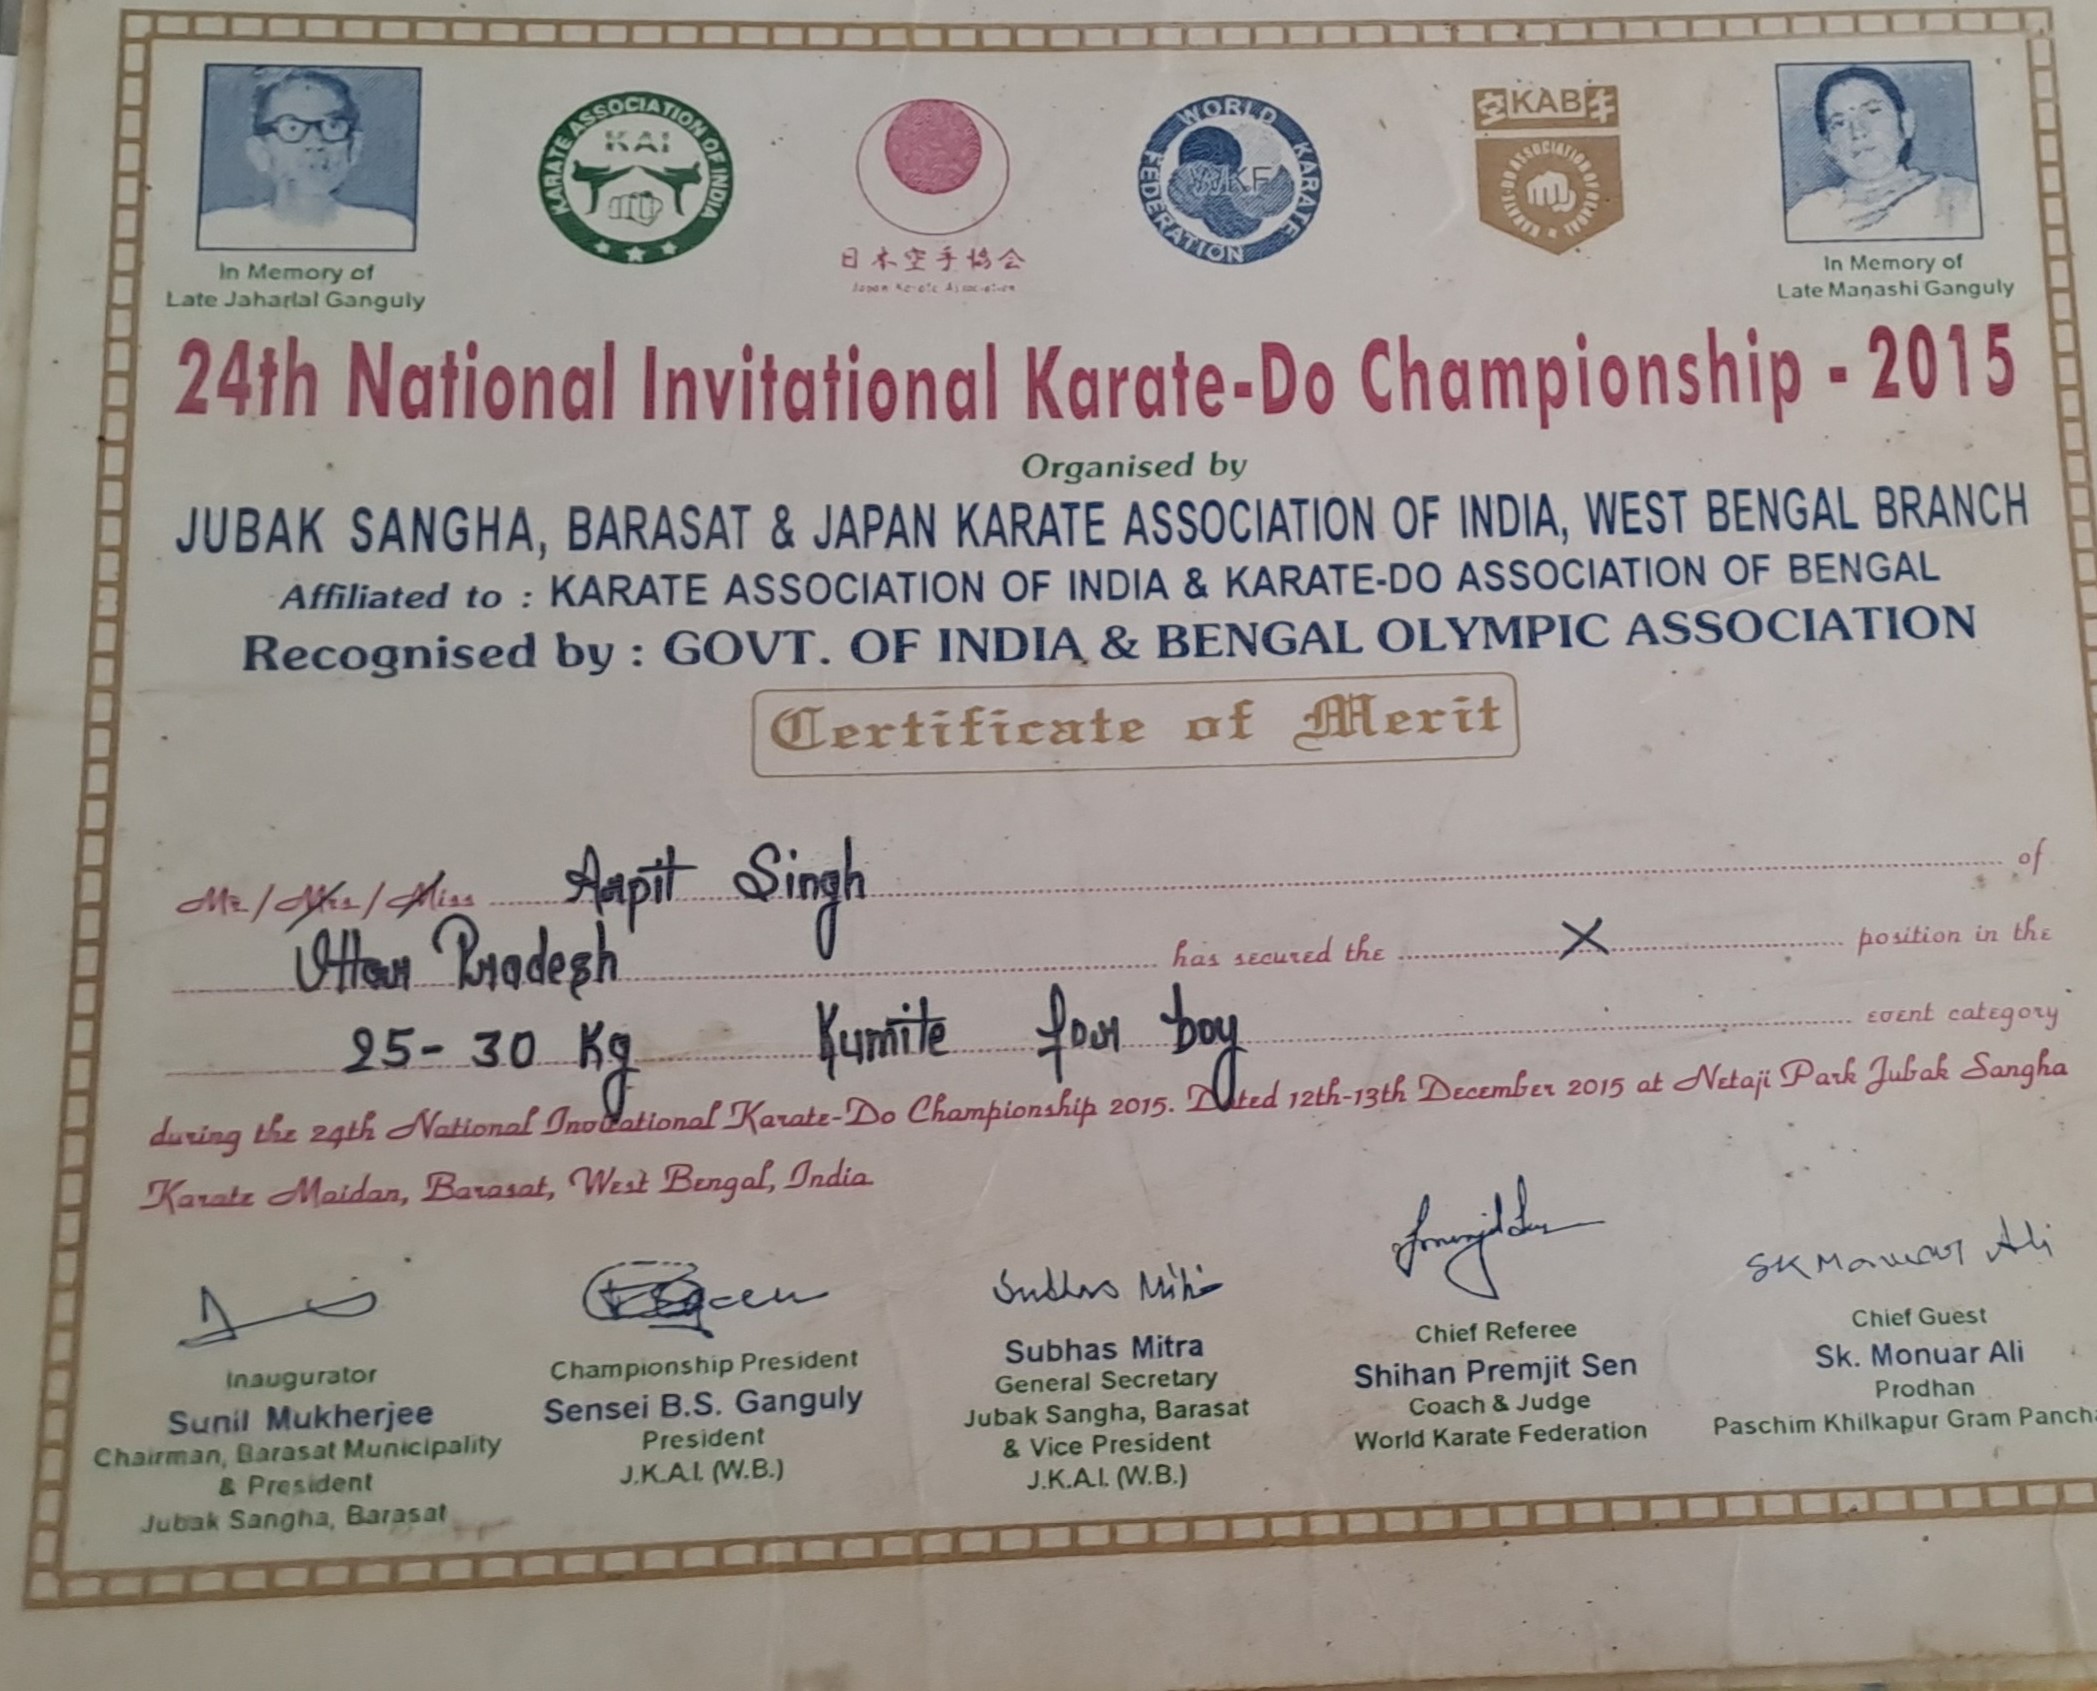 KARATE ASSOCIATION OF INDIA
KAI
日本空手協会
Japan Karate Association
WORLD KARATE FEDERATION
WKF
空 KAB 手
KARATE-DO ASSOCIATION OF BENGAL
In Memory of
Late Jaharlal Ganguly
In Memory of
Late Manashi Ganguly
24th National Invitational Karate-Do Championship - 2015
Organised by
JUBAK SANGHA, BARASAT & JAPAN KARATE ASSOCIATION OF INDIA, WEST BENGAL BRANCH
Affiliated to : KARATE ASSOCIATION OF INDIA & KARATE-DO ASSOCIATION OF BENGAL
Recognised by : GOVT. OF INDIA & BENGAL OLYMPIC ASSOCIATION
Certificate of Merit
Mr/Mrs/Miss Arpit Singh of
Uttar Pradesh has secured the X position in the
25-30 Kg Kumite for boy event category
during the 24th National Invitational Karate-Do Championship 2015. Dated 12th-13th December 2015 at Netaji Park Jubak Sangha
Karate Maidan, Barasat, West Bengal, India
Subhas Mitra
SK Monuar Ali
Inaugurator
Sunil Mukherjee
Chairman, Barasat Municipality
& President
Jubak Sangha, Barasat
Championship President
Sensei B.S. Ganguly
President
J.K.A.I. (W.B.)
Subhas Mitra
General Secretary
Jubak Sangha, Barasat
& Vice President
J.K.A.I. (W.B.)
Chief Referee
Shihan Premjit Sen
Coach & Judge
World Karate Federation
Chief Guest
Sk. Monuar Ali
Prodhan
Paschim Khilkapur Gram Pancha